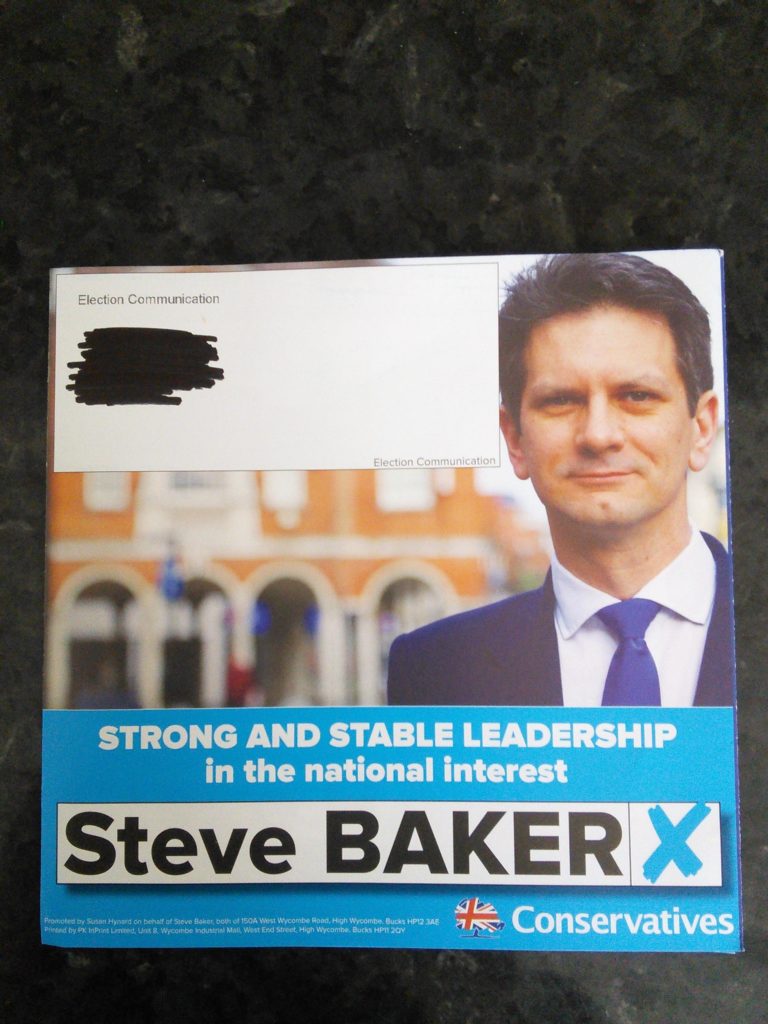 Election Communication
Election Communication
STRONG AND STABLE LEADERSHIP
in the national interest
Steve BAKER X
Promoted by Susan Hynard on behalf of Steve Baker, both of 150A West Wycombe Road, High Wycombe, Bucks HP12 3AE
Printed by PK InPrint Limited, Unit 8, Wycombe Industrial Mall, West End Street, High Wycombe, Bucks HP11 2QY
Conservatives